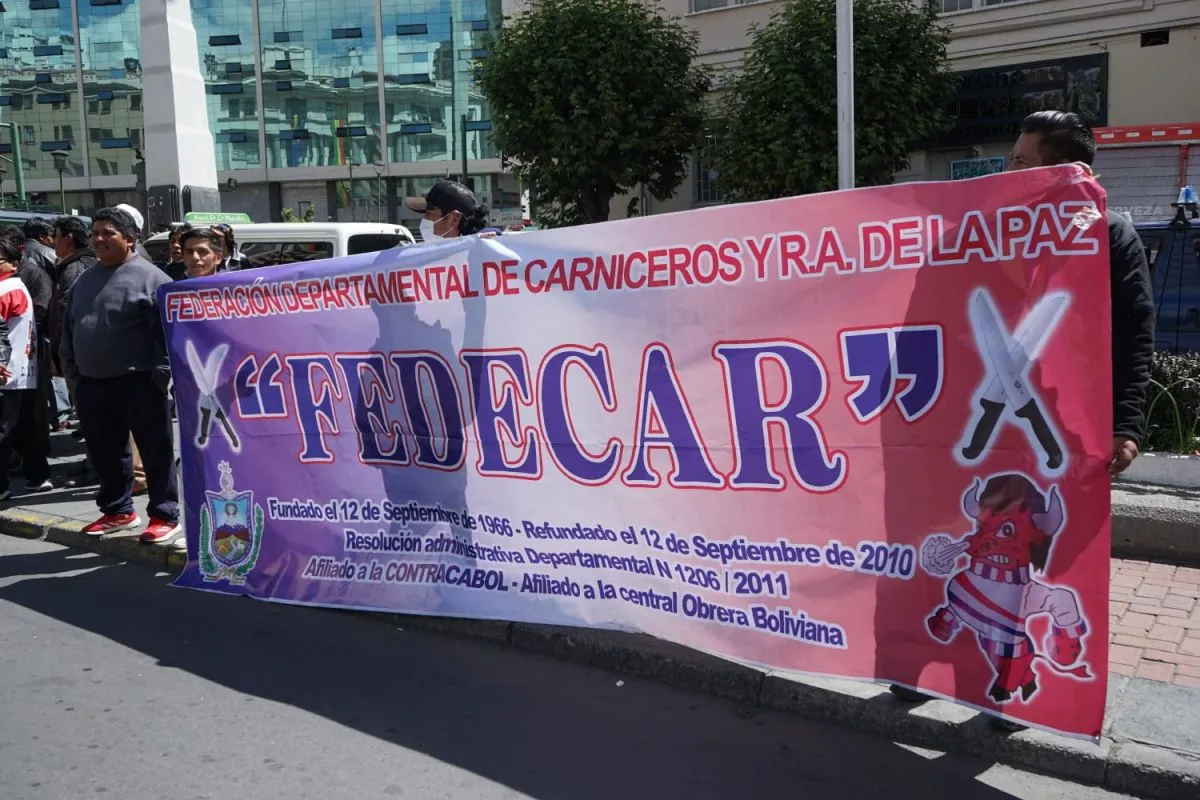 FEDERACIÓN DEPARTAMENTAL DE CARNICEROS Y RA. DE LA PAZ
“FEDECAR”
Fundado el 12 de Septiembre de 1966 - Refundado el 12 de Septiembre de 2010
Resolución administrativa Departamental N 1206 / 2011
Afiliado a la CONTRACABOL - Afiliado a la central Obrera Boliviana